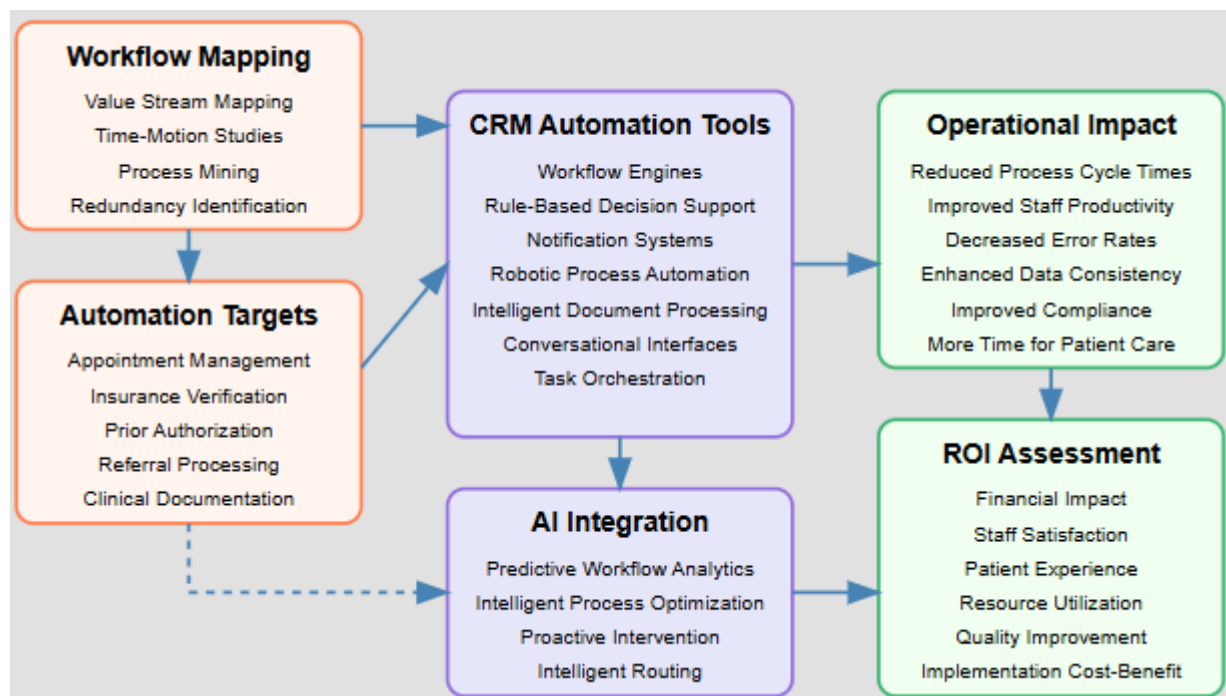 Workflow Mapping
Value Stream Mapping
Time-Motion Studies
Process Mining
Redundancy Identification
Automation Targets
Appointment Management
Insurance Verification
Prior Authorization
Referral Processing
Clinical Documentation
CRM Automation Tools
Workflow Engines
Rule-Based Decision Support
Notification Systems
Robotic Process Automation
Intelligent Document Processing
Conversational Interfaces
Task Orchestration
AI Integration
Predictive Workflow Analytics
Intelligent Process Optimization
Proactive Intervention
Intelligent Routing
Operational Impact
Reduced Process Cycle Times
Improved Staff Productivity
Decreased Error Rates
Enhanced Data Consistency
Improved Compliance
More Time for Patient Care
ROI Assessment
Financial Impact
Staff Satisfaction
Patient Experience
Resource Utilization
Quality Improvement
Implementation Cost-Benefit